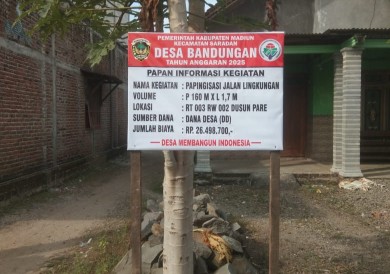 PEMERINTAH KABUPATEN MADIUN
KECAMATAN SARADAN
DESA BANDUNGAN
TAHUN ANGGARAN 2025
PAPAN INFORMASI KEGIATAN
NAMA KEGIATAN : PAPINGISASI JALAN LINGKUNGAN
VOLUME : P 160 M X L 1,7 M
LOKASI : RT 003 RW 002 DUSUN PARE
SUMBER DANA : DANA DESA (DD)
JUMLAH BIAYA : RP. 26.498.700,-
DESA MEMBANGUN INDONESIA